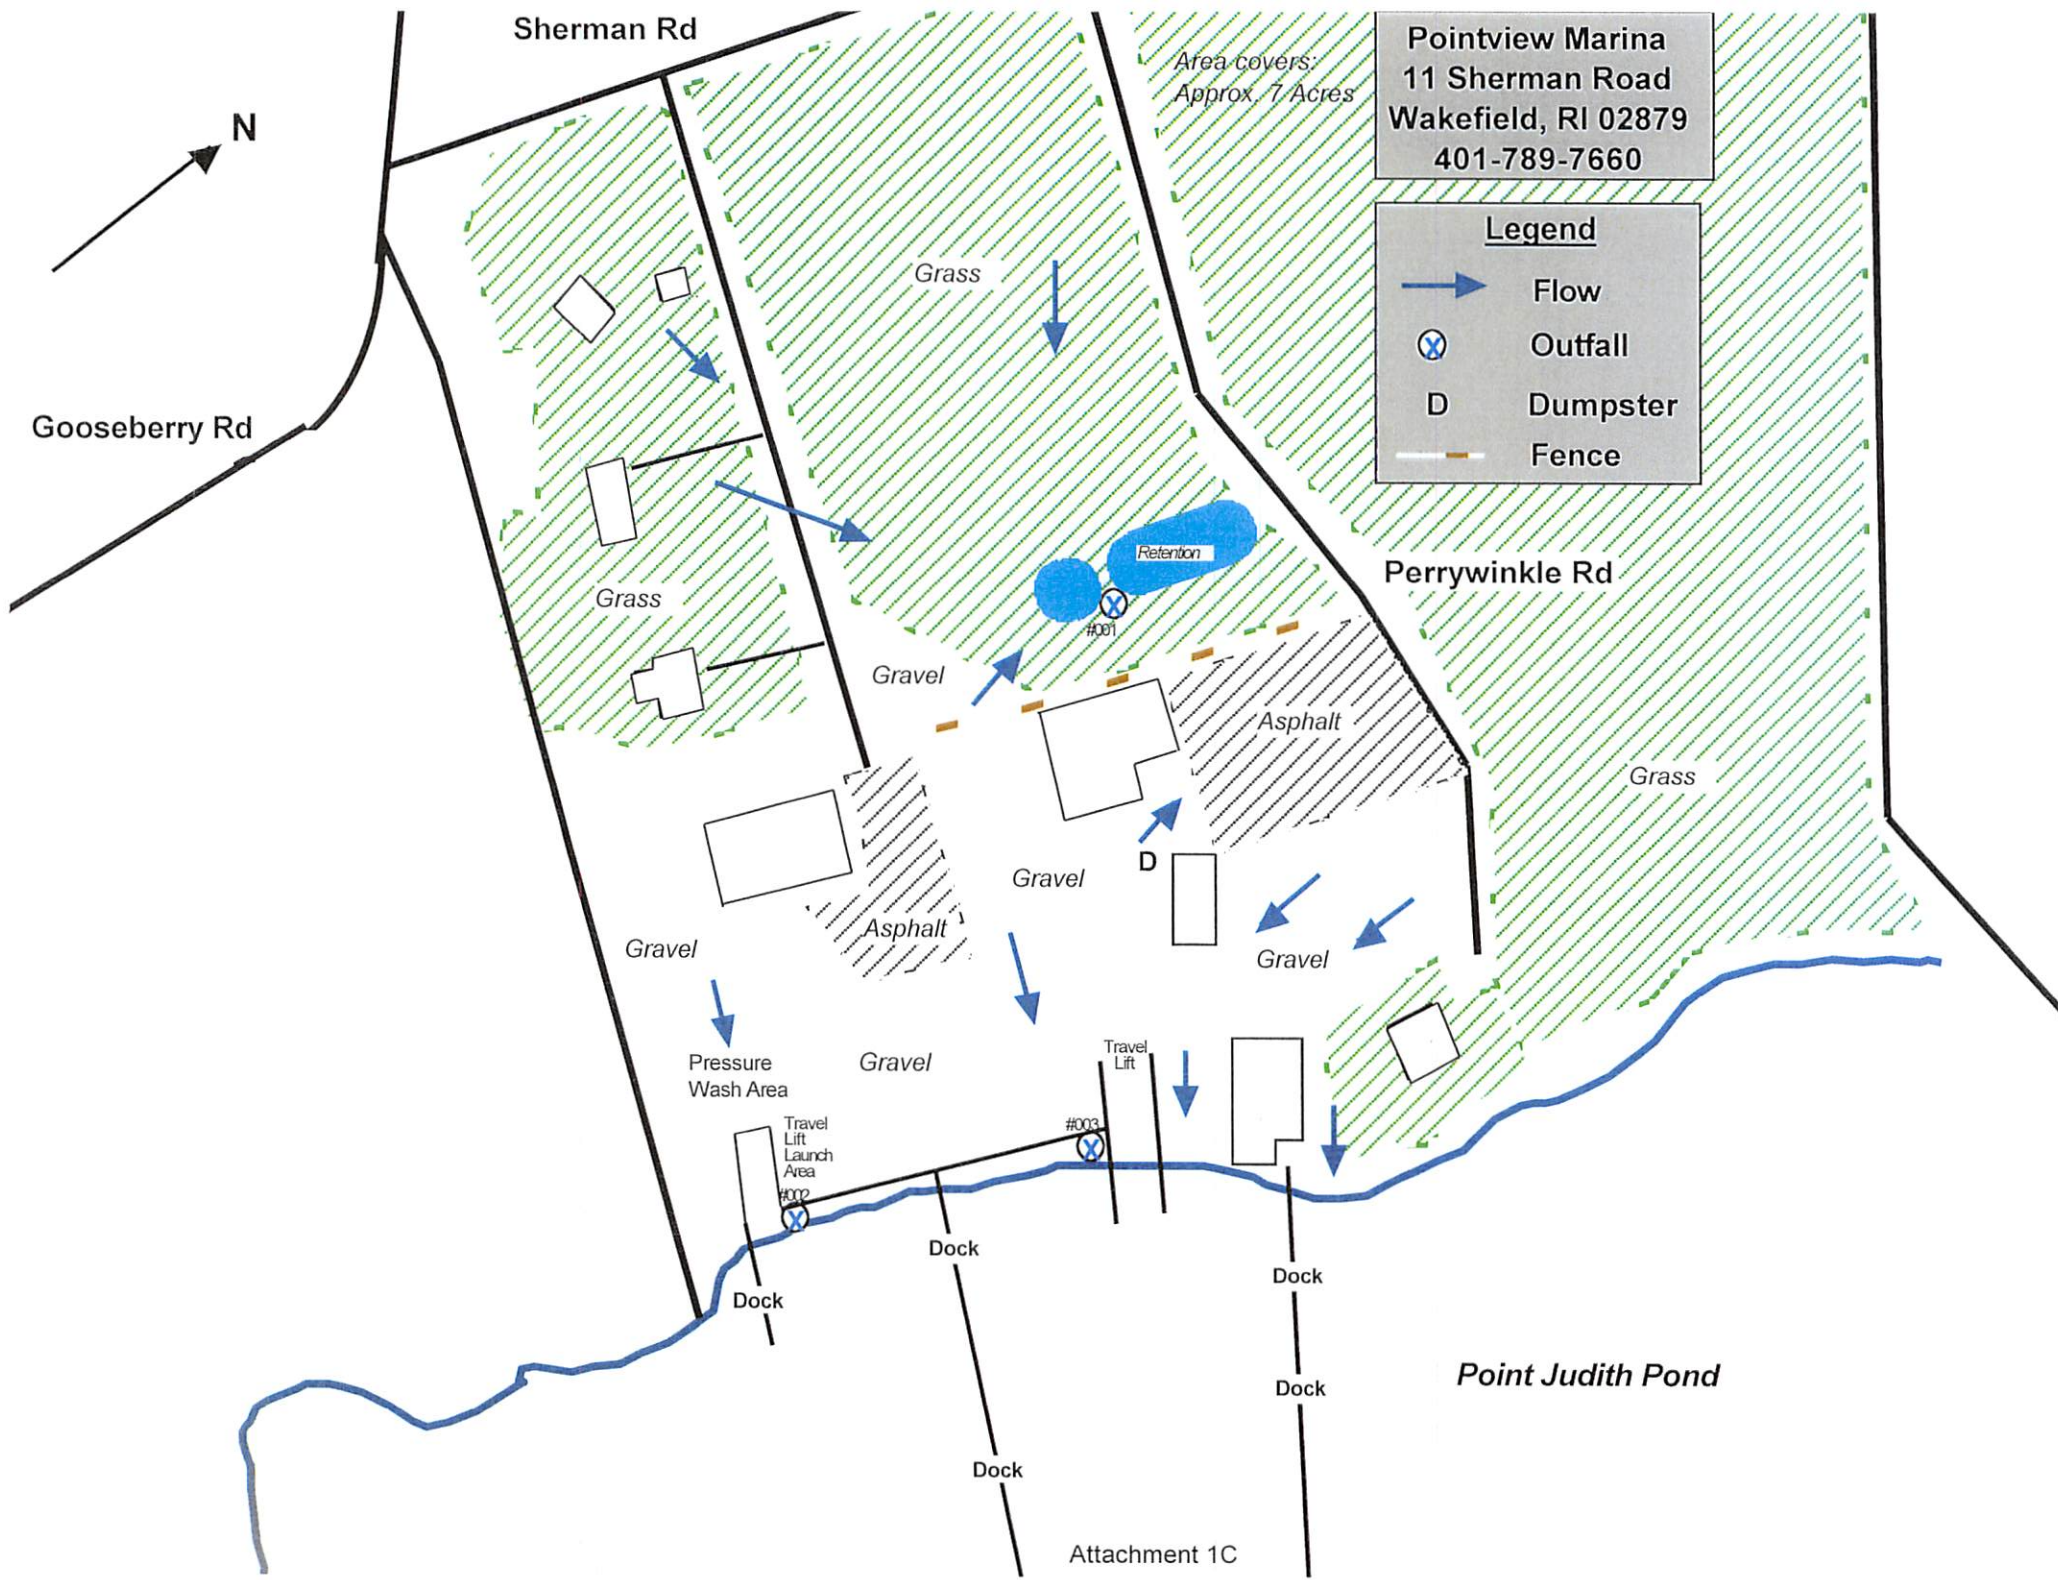 Sherman Rd
Area covers:
Approx. 7 Acres
Pointview Marina
11 Sherman Road
Wakefield, RI 02879
401-789-7660
N
Legend
Flow
X
Outfall
D
Dumpster
Fence
Grass
Gooseberry Rd
Retention
X
#001
Perrywinkle Rd
Grass
Gravel
Asphalt
Grass
D
Gravel
Asphalt
Gravel
Gravel
Pressure
Wash Area
Gravel
Travel
Lift
Travel
Lift
Launch
Area
#003
X
#002
X
Dock
Dock
Dock
Dock
Dock
Point Judith Pond
Attachment 1C